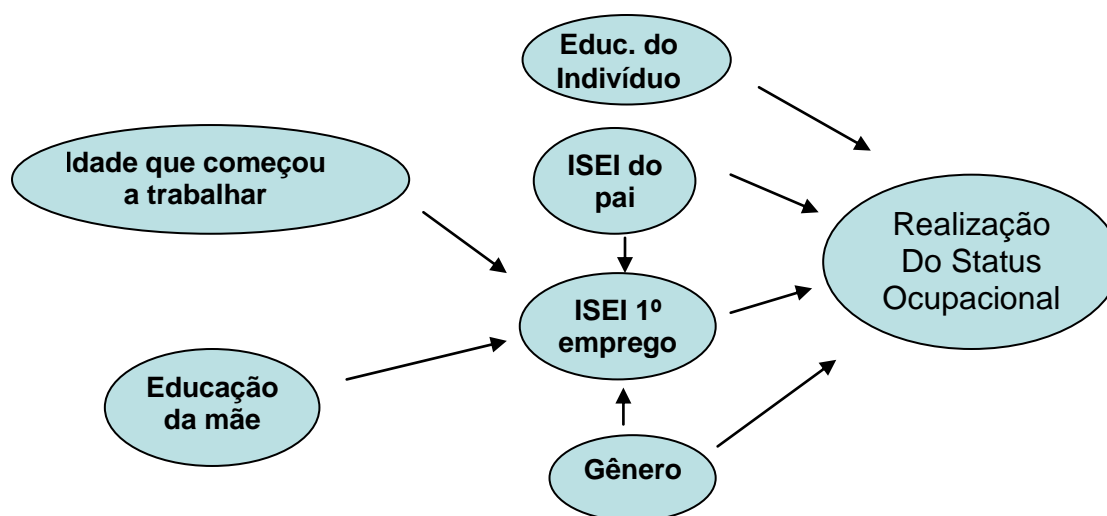 Educ. do
Indivíduo
Idade que começou
a trabalhar
ISEI do
pai
Realização
Do Status
Ocupacional
ISEI 1º
emprego
Educação
da mãe
Gênero